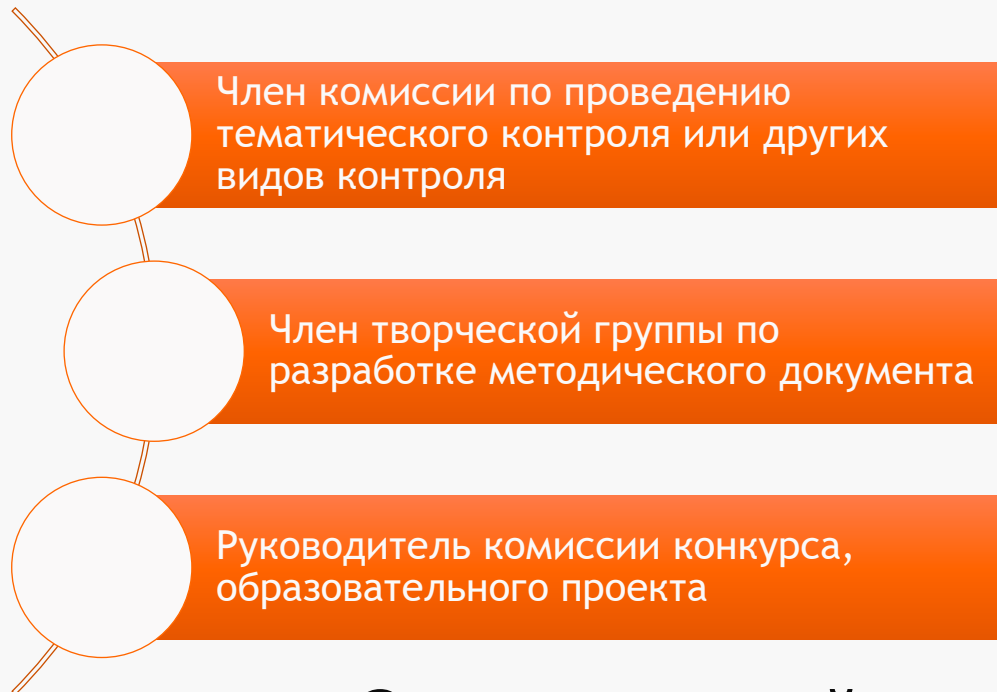 Член комиссии по проведению
тематического контроля или других
видов контроля
Член творческой группы по
разработке методического документа
Руководитель комиссии конкурса,
образовательного проекта